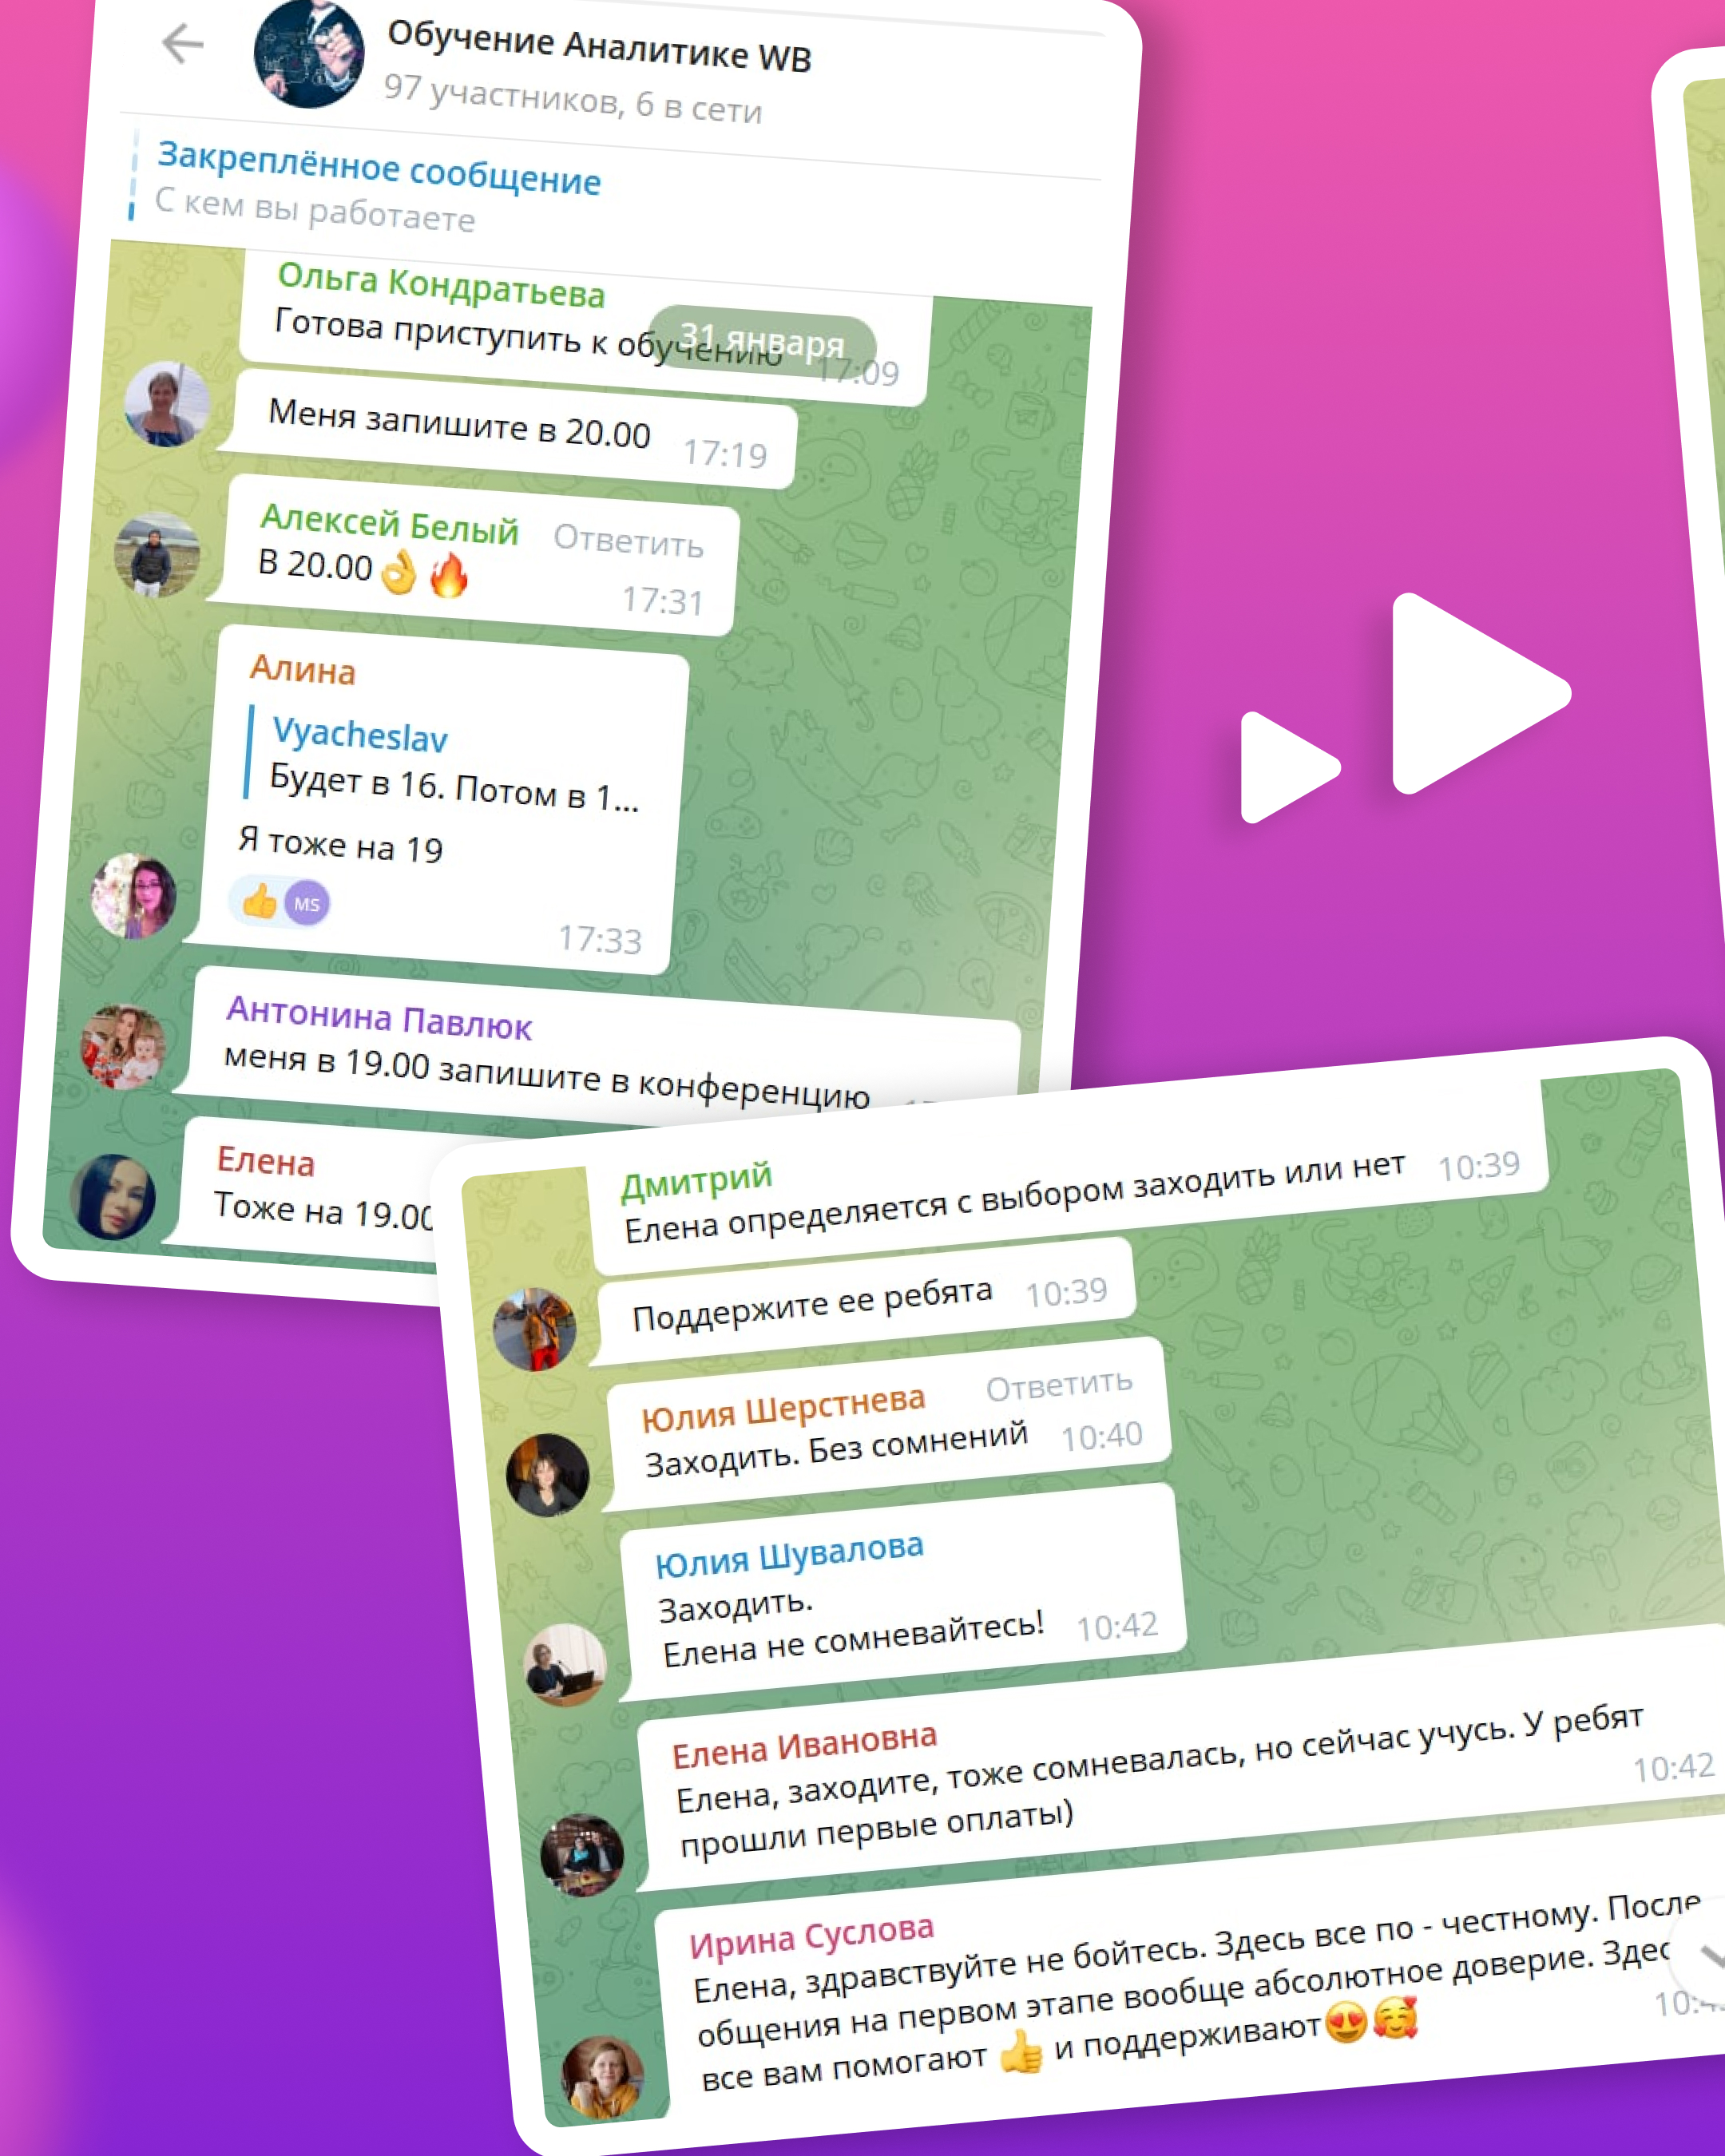 Обучение Аналитике WB
97 участников, 6 в сети
Закреплённое сообщение
С кем вы работаете
Ольга Кондратьева
31 января
Готова приступить к обучению 17:09
Меня запишите в 20.00 17:19
Алексей Белый Ответить
В 20.00👌🔥
17:31
Алина
Vyacheslav
Будет в 16. Потом в 1...
Я тоже на 19
👍 MS
17:33
Антонина Павлюк
меня в 19.00 запишите в конференцию
Елена
Тоже на 19.00
Дмитрий
Елена определяется с выбором заходить или нет 10:39
Поддержите ее ребята 10:39
Юлия Шерстнева Ответить
Заходить. Без сомнений 10:40
Юлия Шувалова
Заходить.
Елена не сомневайтесь! 10:42
Елена Ивановна
Елена, заходите, тоже сомневалась, но сейчас учусь. У ребят
прошли первые оплаты) 10:42
Ирина Суслова
Елена, здравствуйте не бойтесь. Здесь все по - честному. После
общения на первом этапе вообще абсолютное доверие.
все вам помогают 👍 и поддерживают😍🥰